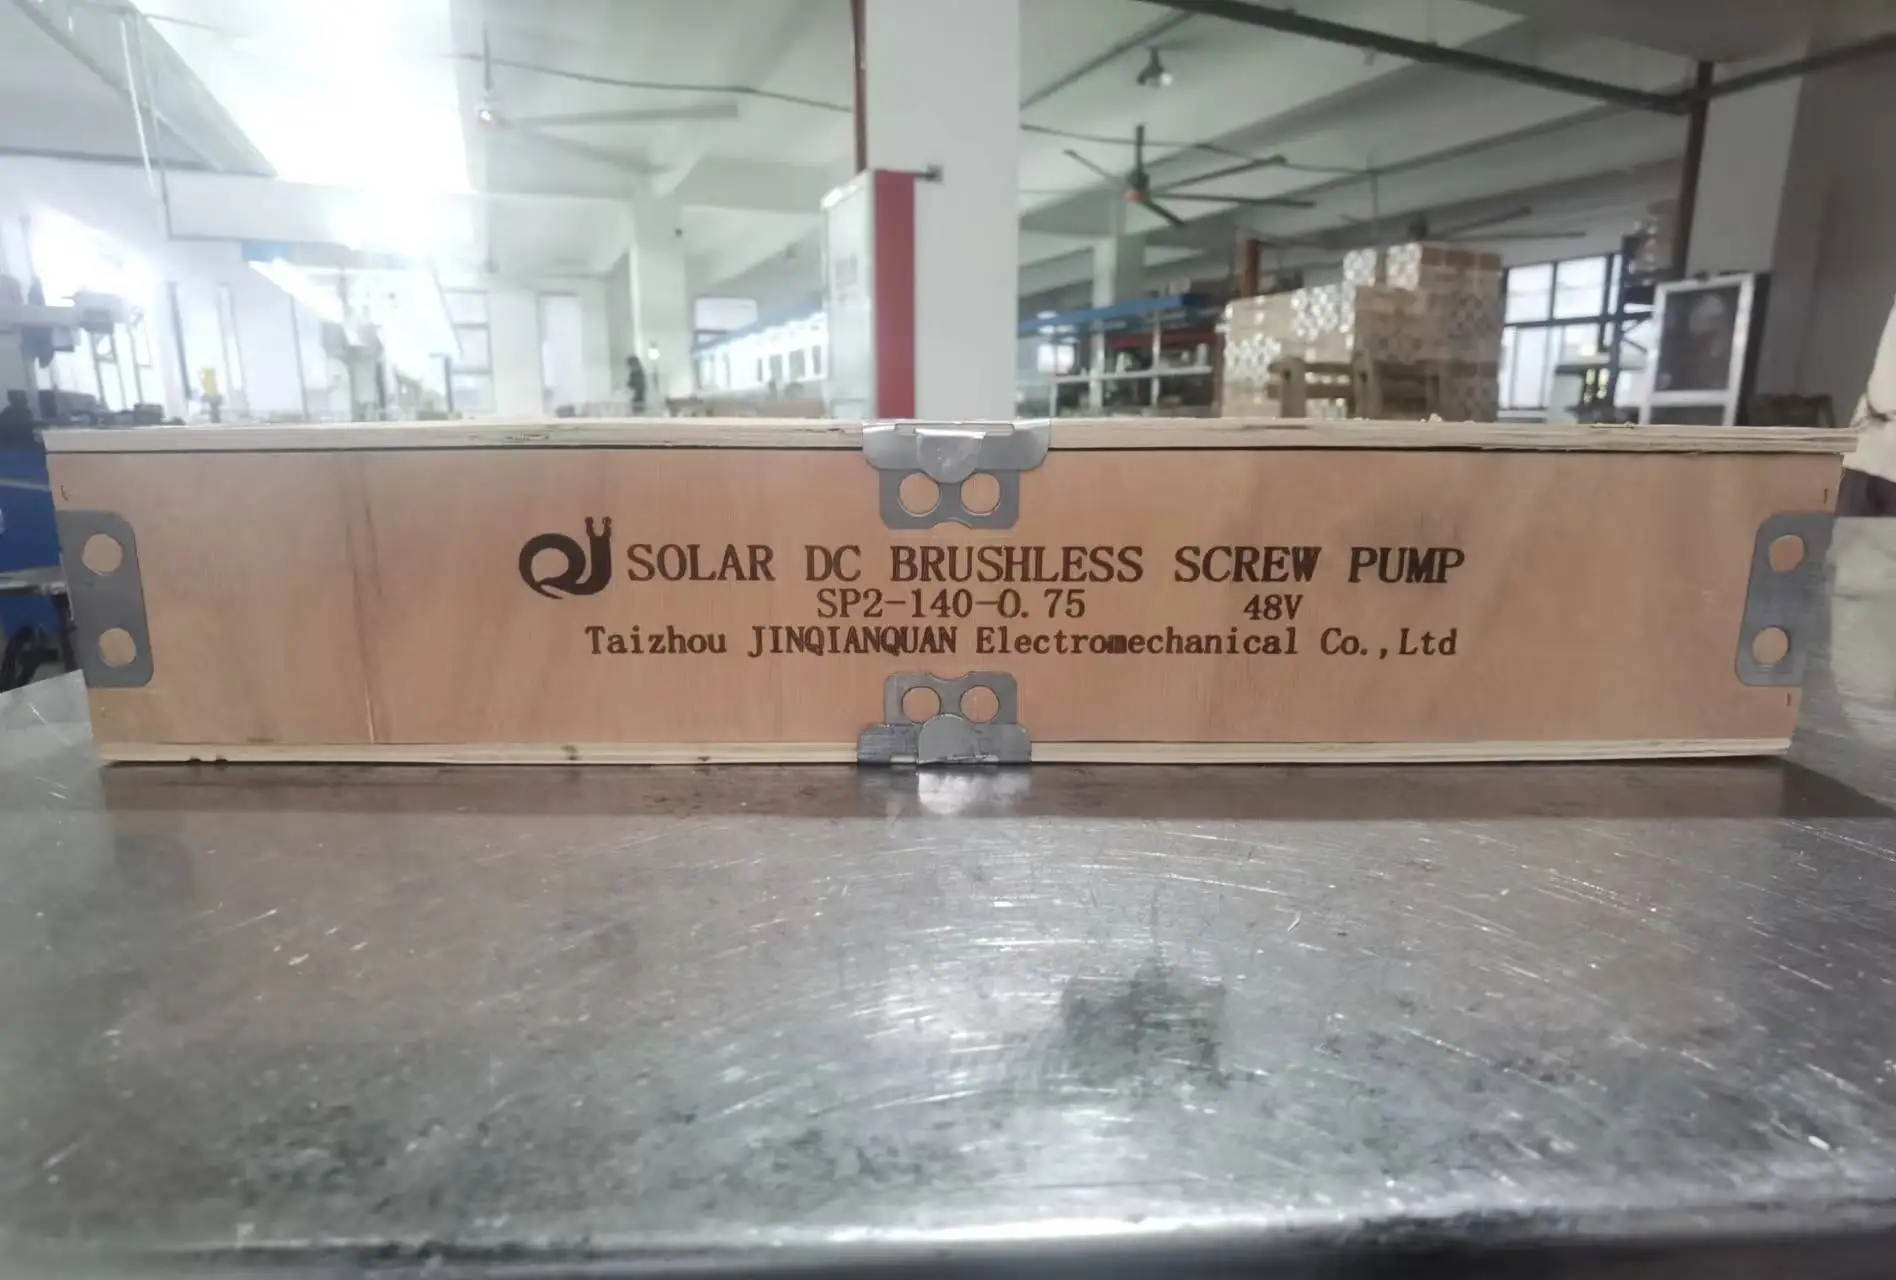 SOLAR DC BRUSHLESS SCREW PUMP
SP2-140-0.75 48V
Taizhou JINQIANQUAN Electromechanical Co.,Ltd